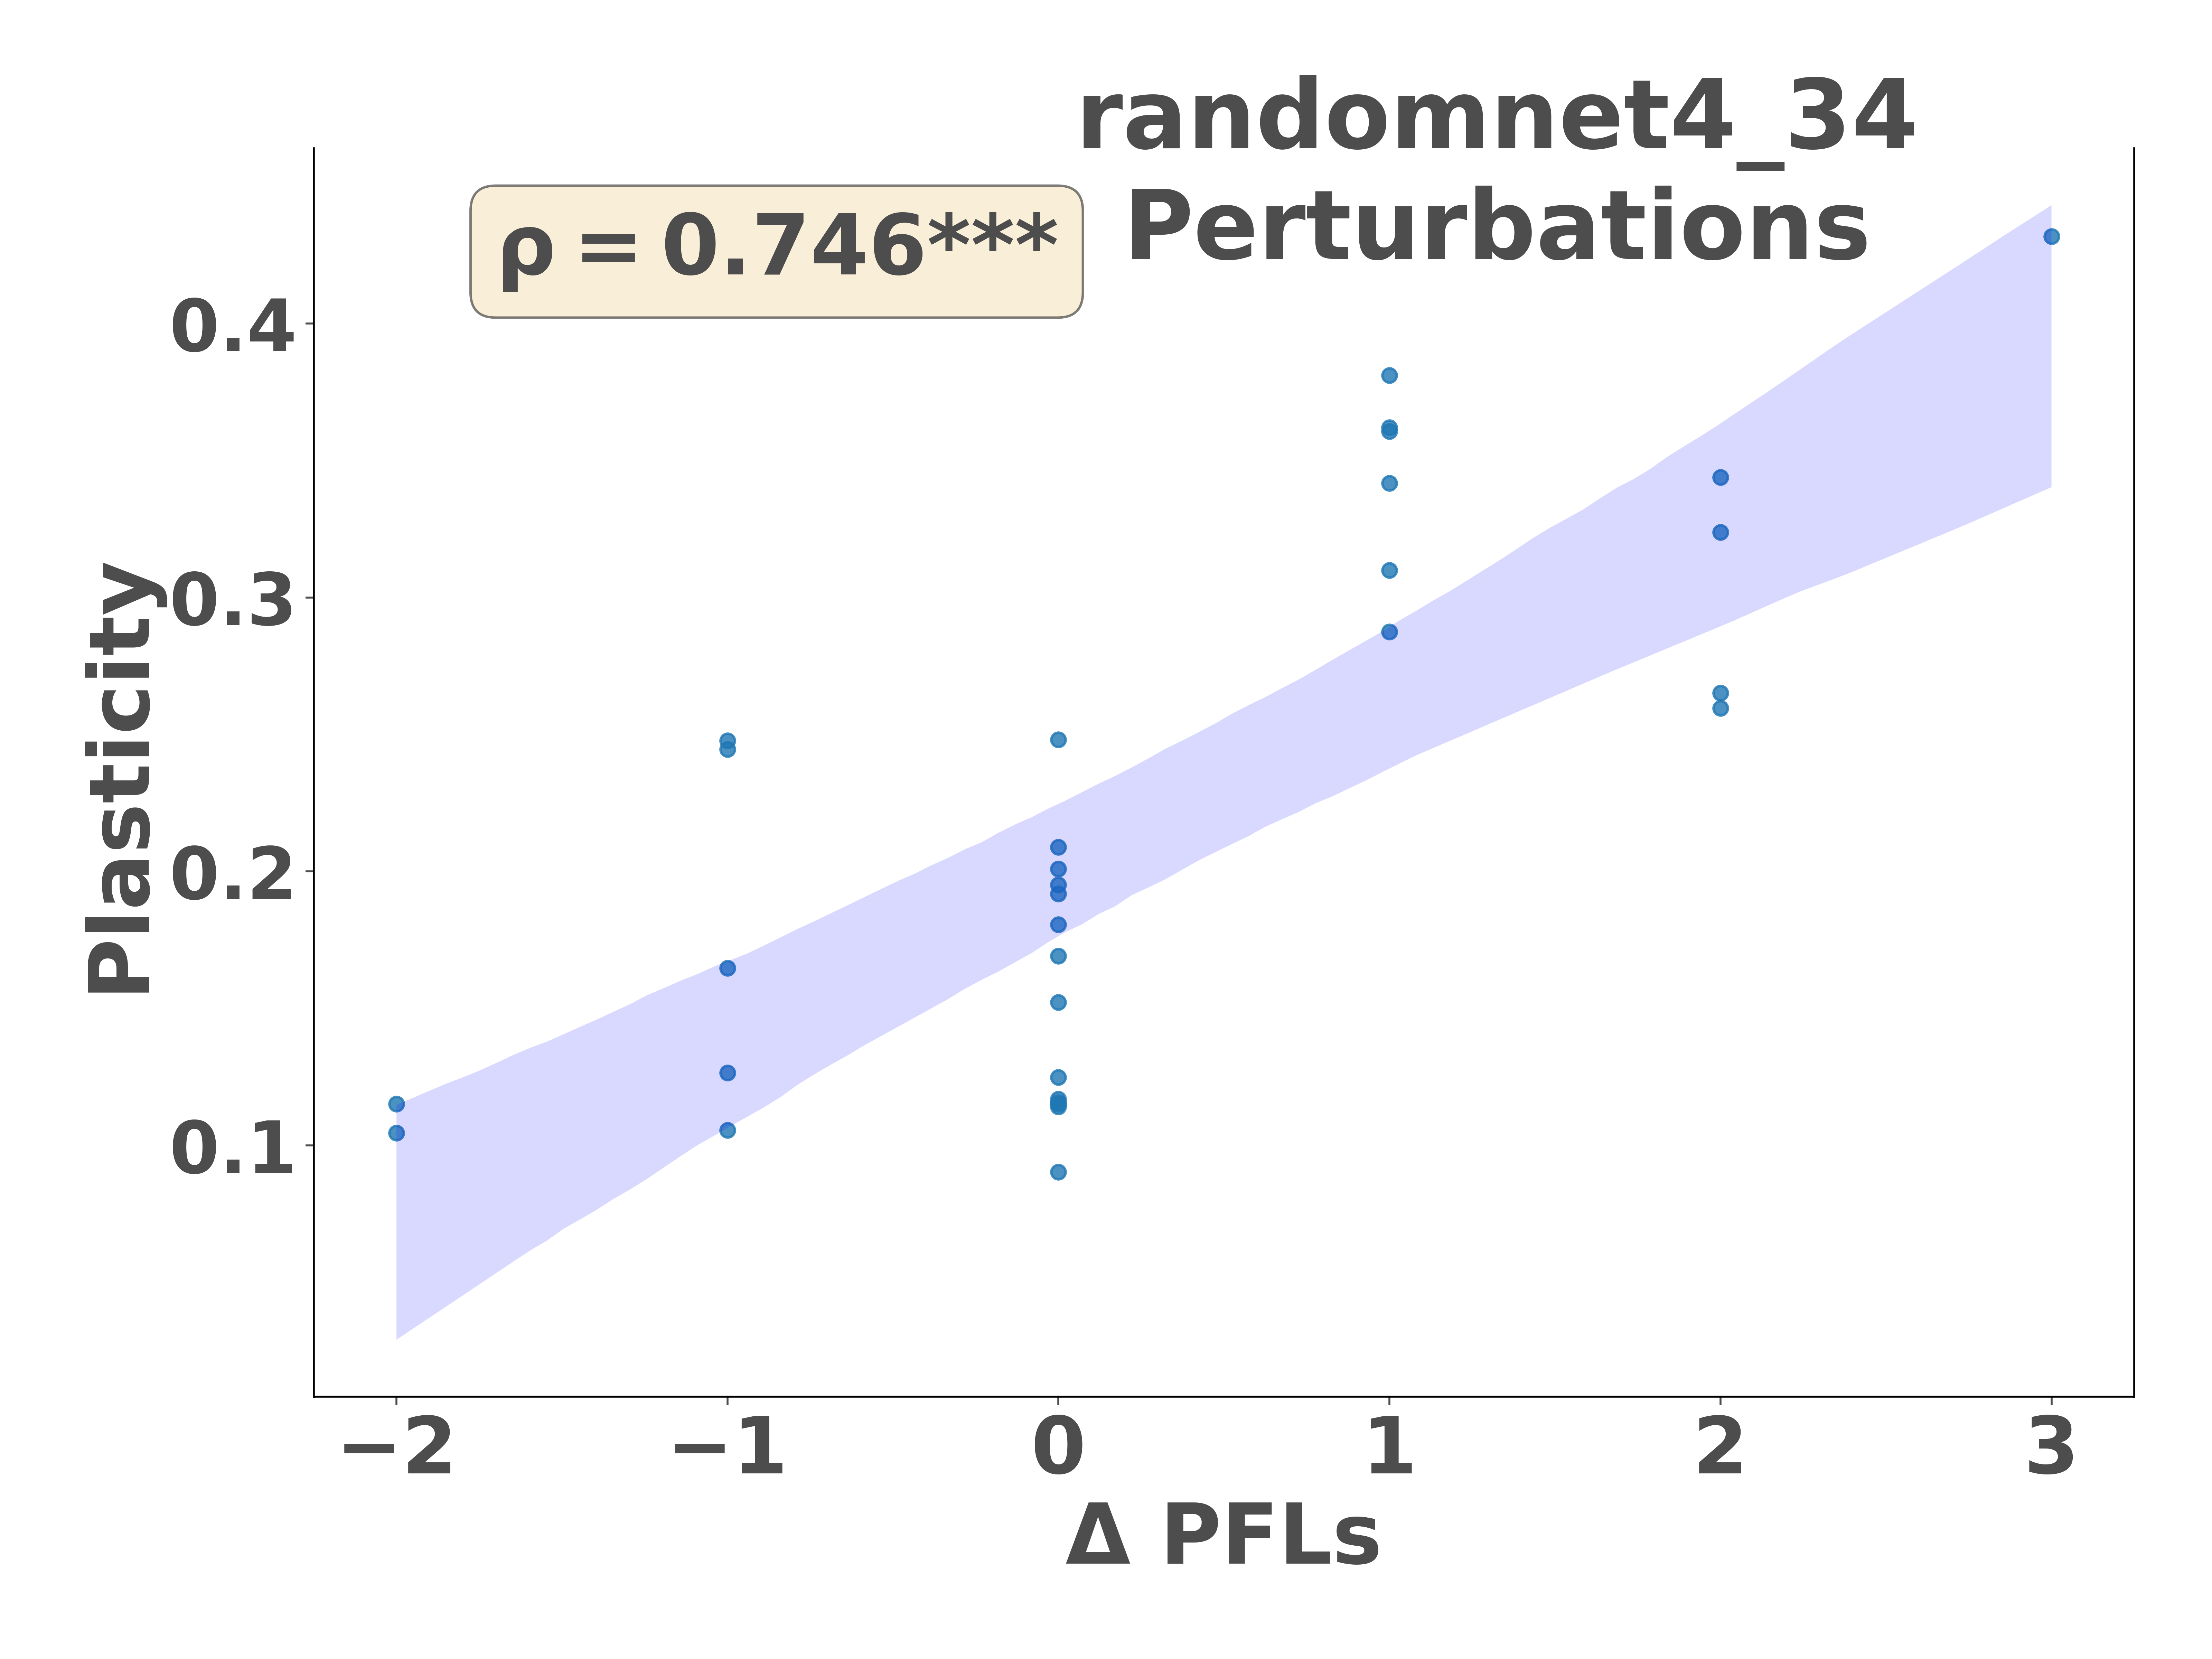 randomnet4_34
Perturbations
ρ = 0.746***
Plasticity
0.4
0.3
0.2
0.1
−2 −1 0 1 2 3
Δ PFLs